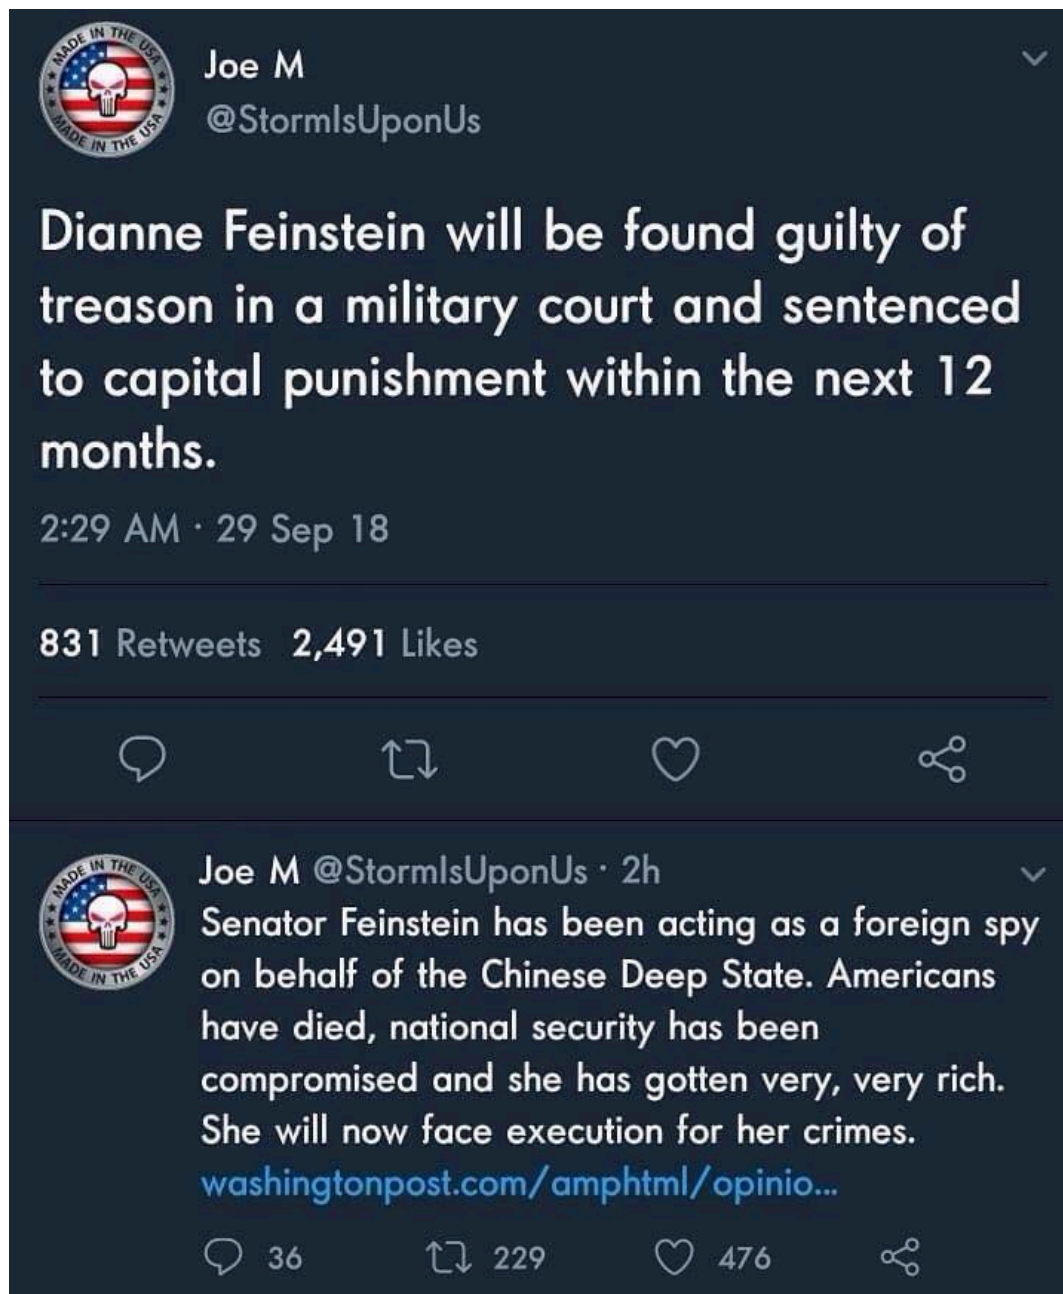 MADE IN THE USA
MADE IN THE USA
Joe M
@StormIsUponUs
Dianne Feinstein will be found guilty of
treason in a military court and sentenced
to capital punishment within the next 12
months.
2:29 AM · 29 Sep 18
831 Retweets 2,491 Likes
MADE IN THE USA
MADE IN THE USA
Joe M @StormIsUponUs · 2h
Senator Feinstein has been acting as a foreign spy
on behalf of the Chinese Deep State. Americans
have died, national security has been
compromised and she has gotten very, very rich.
She will now face execution for her crimes.
washingtonpost.com/amphtml/opinio...
36 229 476